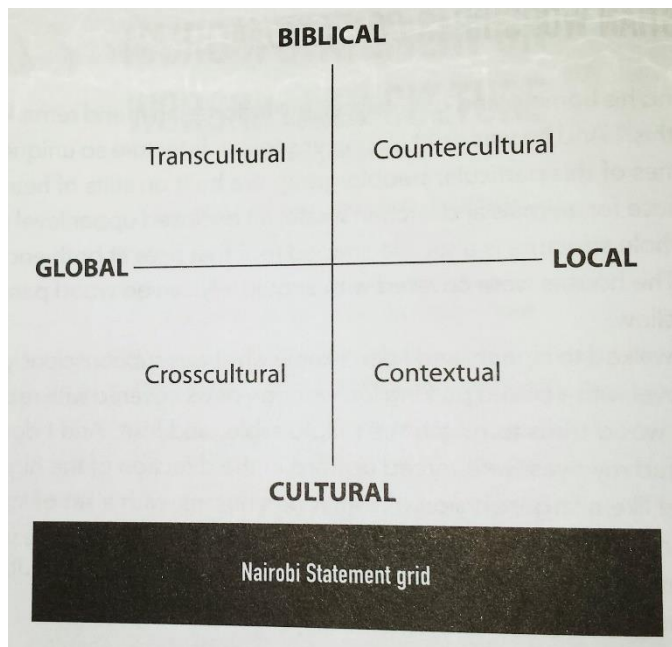 BIBLICAL
Transcultural
Countercultural
GLOBAL
LOCAL
Crosscultural
Contextual
CULTURAL
Nairobi Statement grid